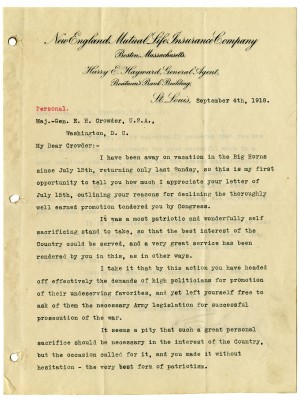 New England Mutual Life Insurance Company
Boston, Massachusetts.
Harry E. Hayward, General Agent,
Boatmens Bank Building.
St. Louis, September 4th, 1918.
Personal.
Maj.-Gen. E. H. Crowder, U.S.A.,
Washington, D. C.
My Dear Crowder:-
I have been away on vacation in the Big Horns
since July 12th, returning only last Sunday, so this is my first
opportunity to tell you how much I appreciate your letter of
July 15th, outlining your reasons for declining the thoroughly
well earned promotion tendered you by Congress.
It was a most patriotic and wonderfully self
sacrificing stand to take, so that the best interest of the
Country could be served, and a very great service has been
rendered by you in this, as in other ways.
I take it that by this action you have headed
off effectively the demands of high politicians for promotion
of their undeserving favorites, and yet left yourself free to
ask of them the necessary Army legislation for successful
prosecution of the war.
It seems a pity that such a great personal
sacrifice should be necessary in the interest of the Country,
but the occasion called for it, and you made it without
hesitation - the very best form of patriotism.